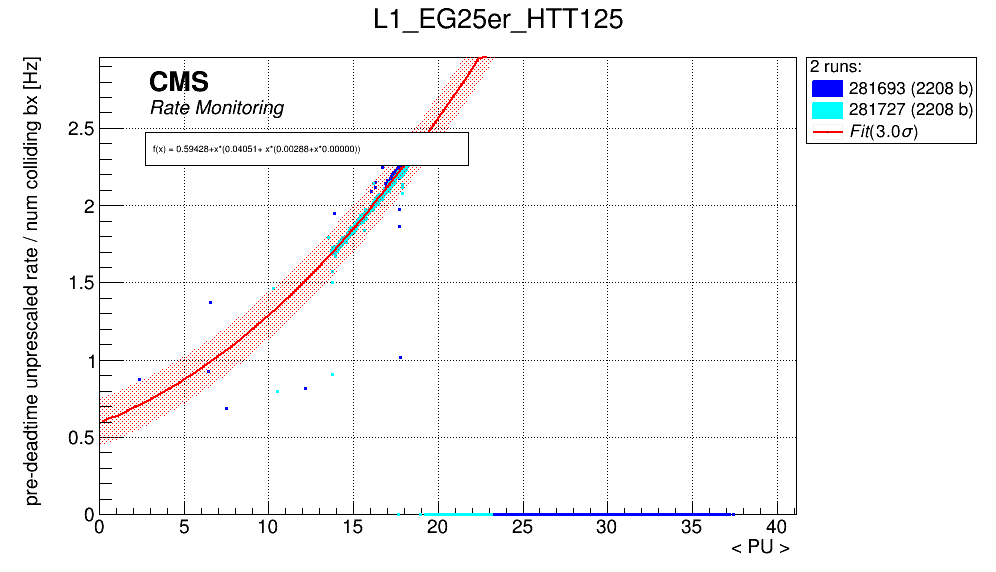 L1_EG25er_HTT125
pre-deadtime unprescaled rate / num colliding bx [Hz]
CMS
Rate Monitoring
f(x) = 0.59428+x*(0.04051+ x*(0.00288+x*0.00000))
2 runs:
281693 (2208 b)
281727 (2208 b)
Fit(3.0σ)
2.5
2
1.5
1
0.5
0
0 5 10 15 20 25 30 35 40
< PU >